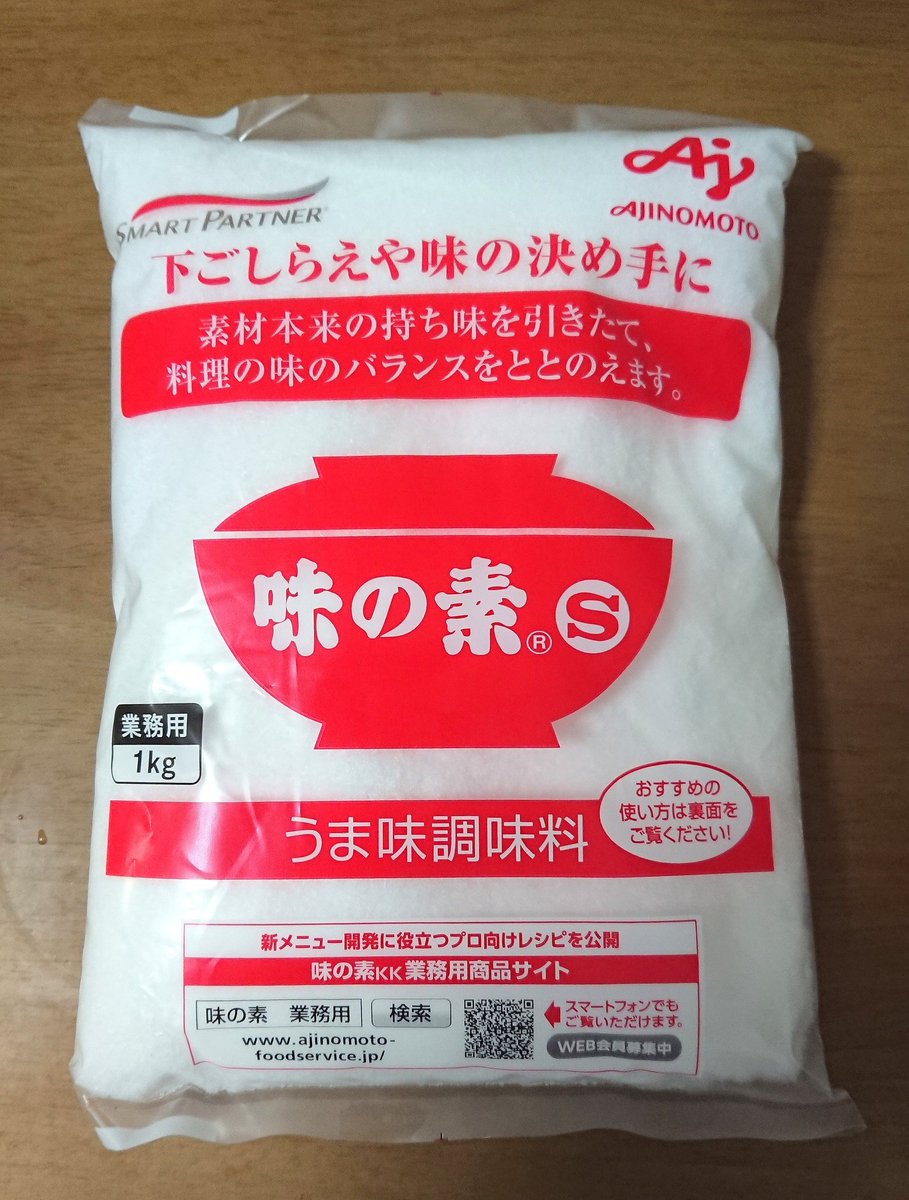 SMART PARTNER
Aj
AJINOMOTO
下ごしらえや味の決め手に
素材本来の持ち味を引きたて、
料理の味のバランスをととのえます。
味の素® S
業務用
1kg
うま味調味料
おすすめの
使い方は裏面を
ご覧ください!
新メニュー開発に役立つプロ向けレシピを公開
味の素KK業務用商品サイト
味の素 業務用
検索
www.ajinomoto-
foodservice.jp/
スマートフォンでも
ご覧いただけます。
WEB会員募集中